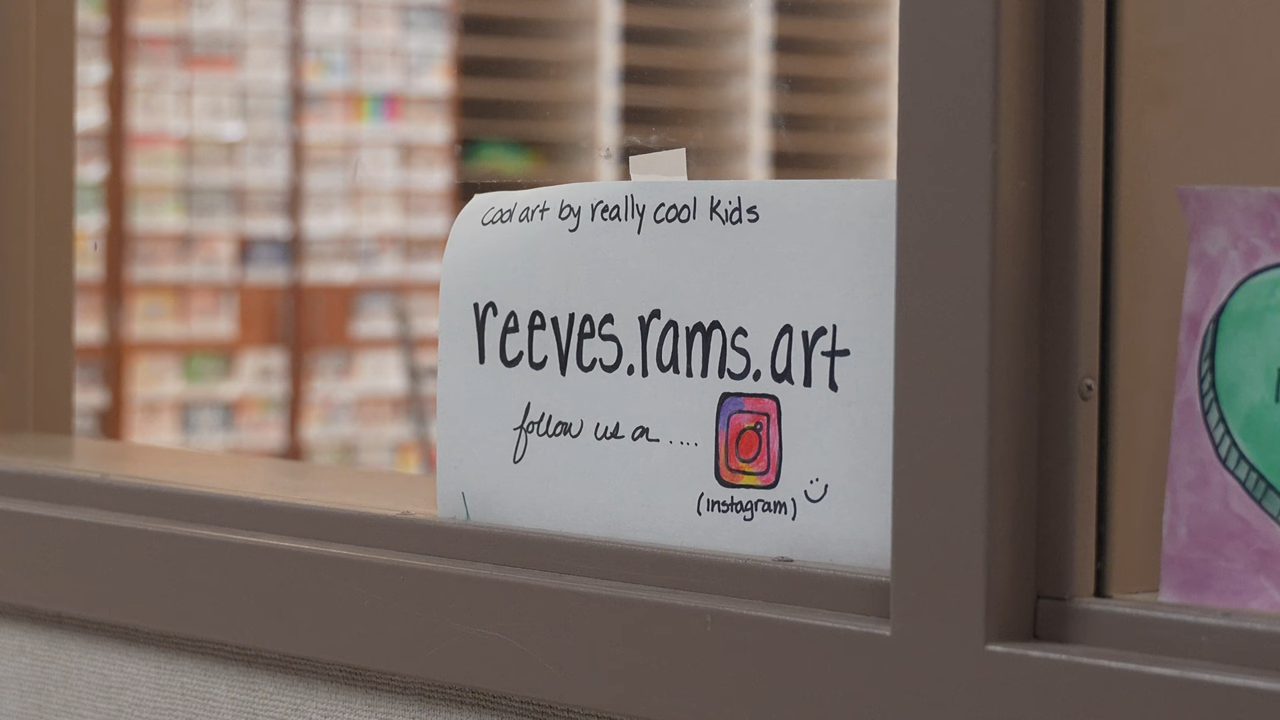 cool art by really cool kids
reeves.rams.art
follow us on ....
(instagram)